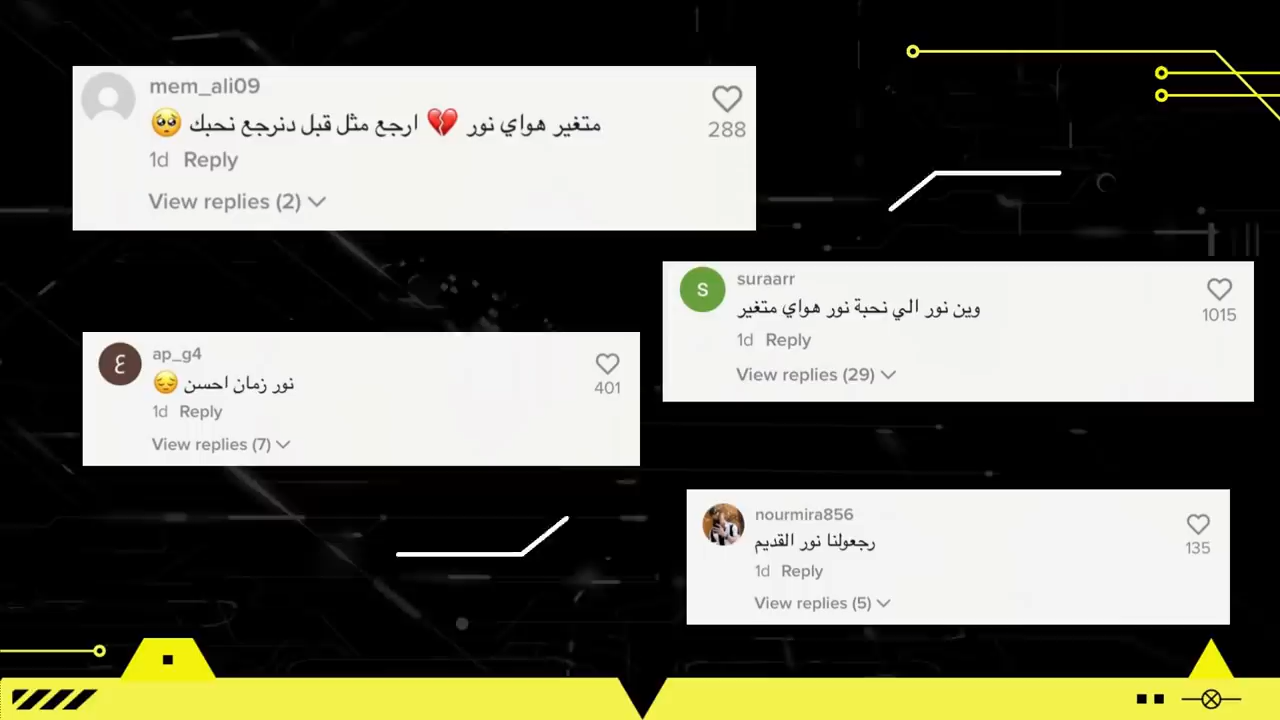 mem_ali09
متغير هواي نور 💔 ارجع مثل قبل دنرجع نحبك 🥺
288
1d Reply
View replies (2)
suraarr
S
وين نور الي نحبة نور هواي متغير
1015
1d Reply
View replies (29)
ap_g4
ع
نور زمان احسن 😔
401
1d Reply
View replies (7)
nourmira856
رجعولنا نور القديم
135
1d Reply
View replies (5)